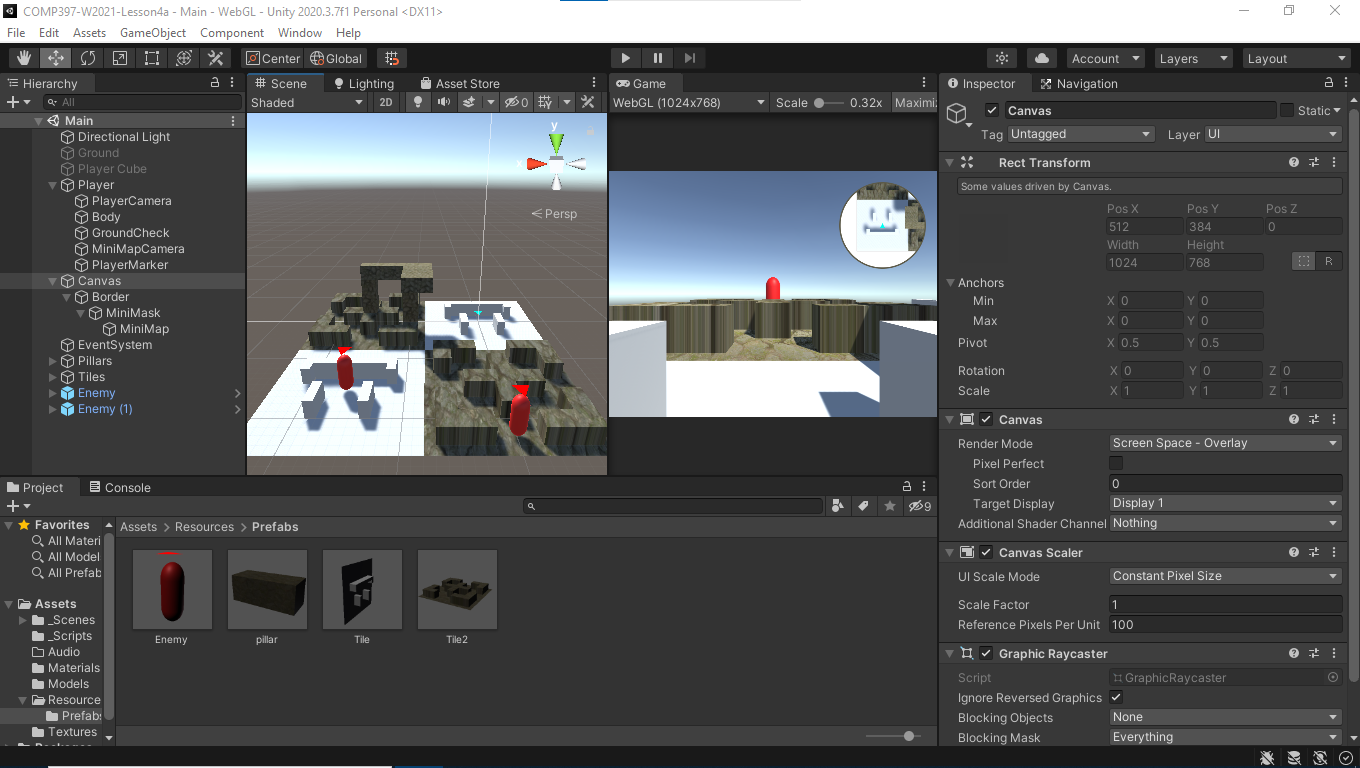 COMP397-W2021-Lesson4a - Main - WebGL - Unity 2020.3.7f1 Personal <DX11>
File Edit Assets GameObject Component Window Help
Center Global Account Layers Layout
Hierarchy
All
Main
Directional Light
Ground
Player Cube
Player
PlayerCamera
Body
GroundCheck
MiniMapCamera
PlayerMarker
Canvas
Border
MiniMask
MiniMap
EventSystem
Pillars
Tiles
Enemy
Enemy (1)
Scene Lighting Asset Store
Shaded 2D 0
y
Persp
Game
WebGL (1024x768) Scale 0.32x Maximiz
Inspector Navigation
Canvas Static
Tag Untagged Layer UI
Rect Transform
Some values driven by Canvas.
Pos X Pos Y Pos Z
512 384 0
Width Height
1024 768 R
Anchors
Min X 0 Y 0
Max X 0 Y 0
Pivot X 0.5 Y 0.5
Rotation X 0 Y 0 Z 0
Scale X 1 Y 1 Z 1
Canvas
Render Mode Screen Space - Overlay
Pixel Perfect
Sort Order 0
Target Display Display 1
Additional Shader Channel Nothing
Canvas Scaler
UI Scale Mode Constant Pixel Size
Scale Factor 1
Reference Pixels Per Unit 100
Graphic Raycaster
Script GraphicRaycaster
Ignore Reversed Graphics
Blocking Objects None
Blocking Mask Everything
Project Console
9
Favorites
All Materi
All Model
All Prefab
Assets
_Scenes
_Scripts
Audio
Materials
Models
Resource
Prefabs
Textures
Assets > Resources > Prefabs
Enemy pillar Tile Tile2